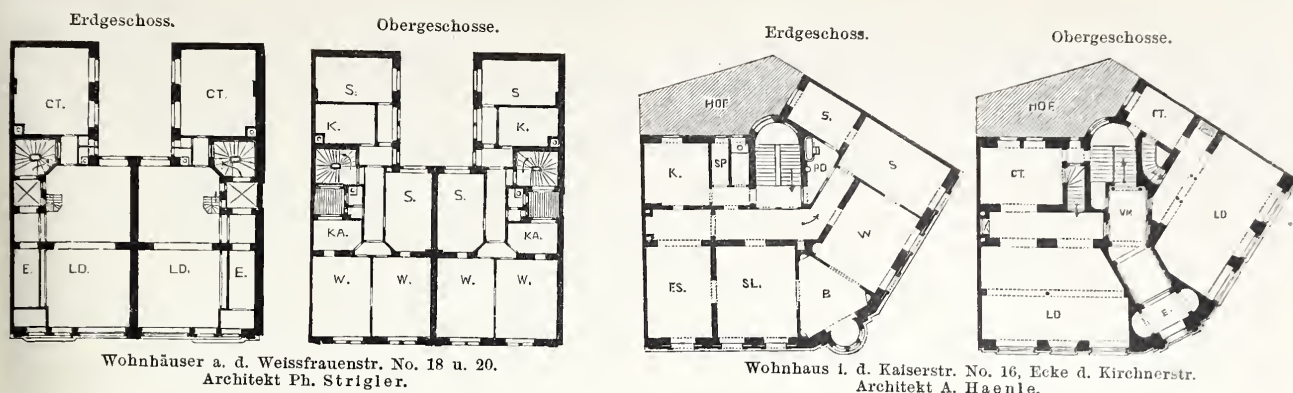 Erdgeschoss.
Obergeschosse.
CT. CT.
E. LD. LD. E.
S. S
K. K.
S. S.
KA. KA.
W. W. W. W.
Wohnhäuser a. d. Weissfrauenstr. No. 18 u. 20.
Architekt Ph. Strigler.
Erdgeschoss.
Obergeschosse.
HOF.
S.
K. SP PD S
W
ES. SL. B
HOF.
CT.
CT.
VM LD
LD E.
Wohnhaus i. d. Kaiserstr. No. 16, Ecke d. Kirchnerstr.
Architekt A. Haenle.